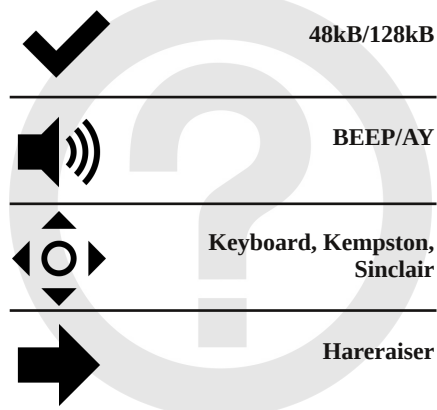 48kB/128kB
BEEP/AY
Keyboard, Kempston,
Sinclair
Hareraiser